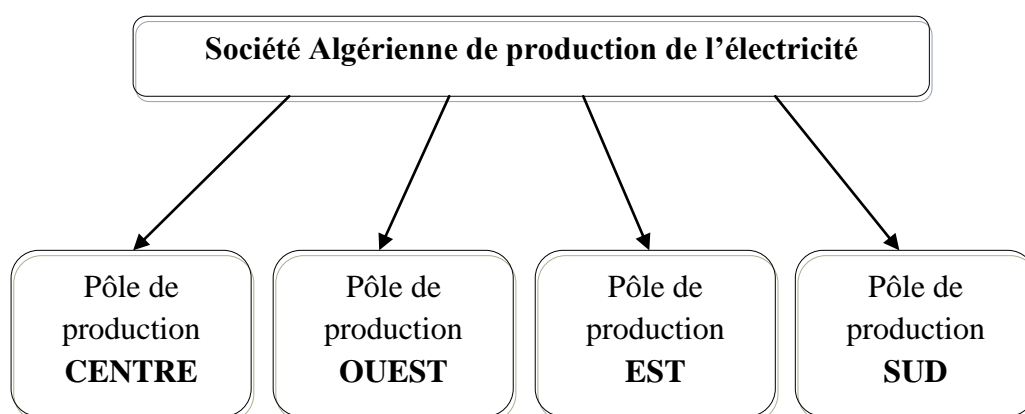 Société Algérienne de production de l’électricité
Pôle de
production
CENTRE
Pôle de
production
OUEST
Pôle de
production
EST
Pôle de
production
SUD